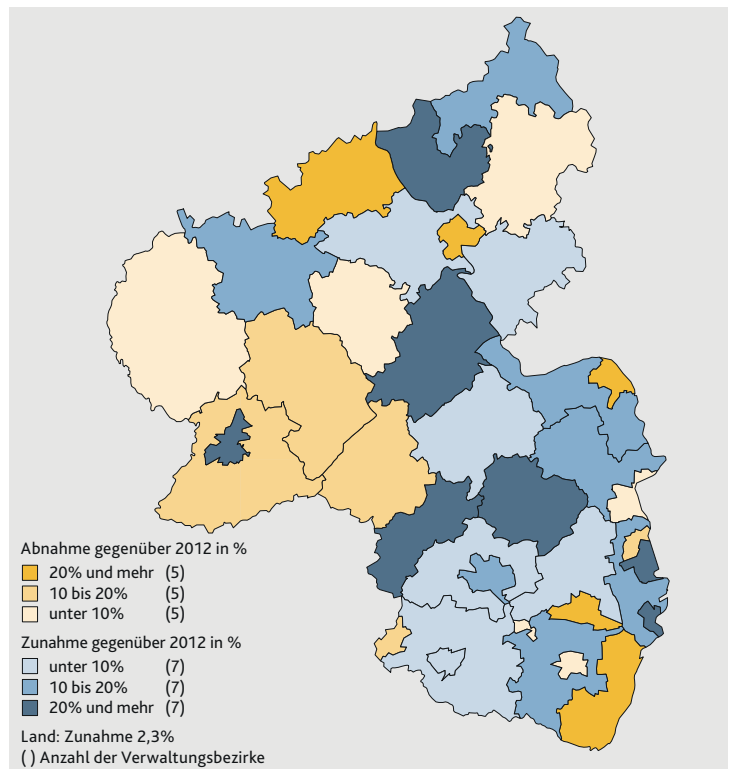 Abnahme gegenüber 2012 in %
20% und mehr (5)
10 bis 20% (5)
unter 10% (5)
Zunahme gegenüber 2012 in %
unter 10% (7)
10 bis 20% (7)
20% und mehr (7)
Land: Zunahme 2,3%
( ) Anzahl der Verwaltungsbezirke